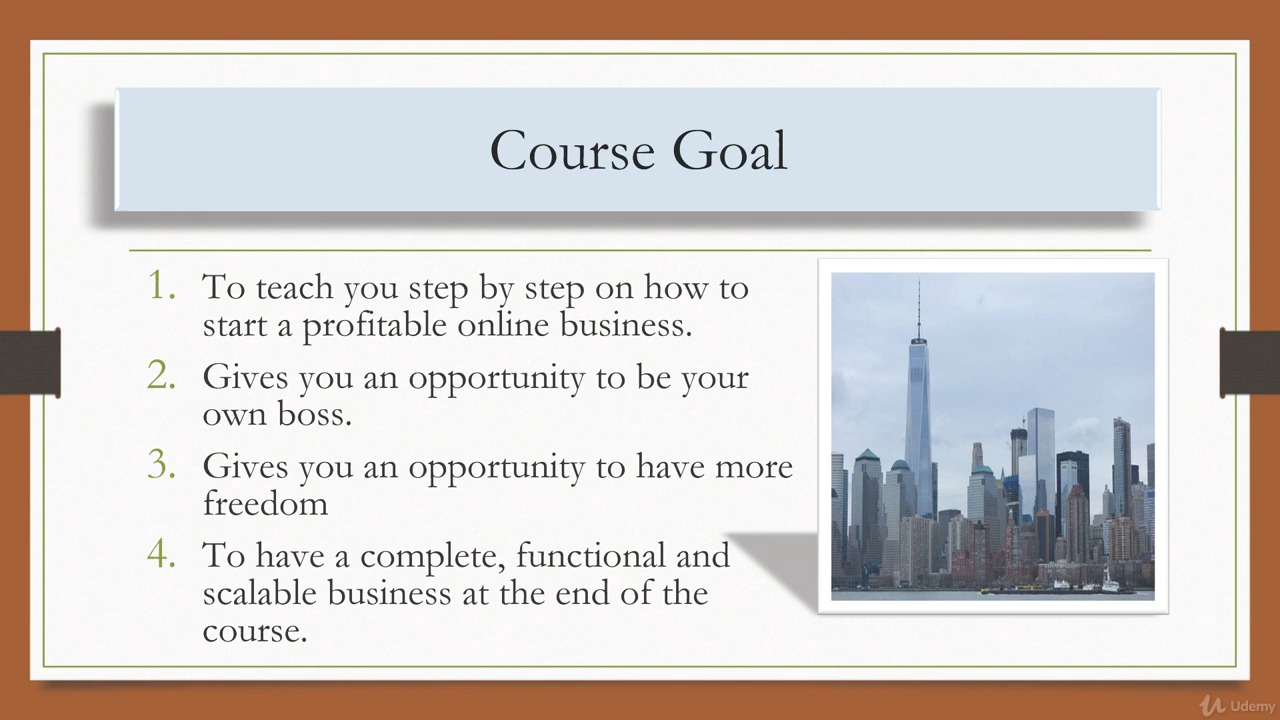 Course Goal
1. To teach you step by step on how to
start a profitable online business.
2. Gives you an opportunity to be your
own boss.
3. Gives you an opportunity to have more
freedom
4. To have a complete, functional and
scalable business at the end of the
course.
Udemy